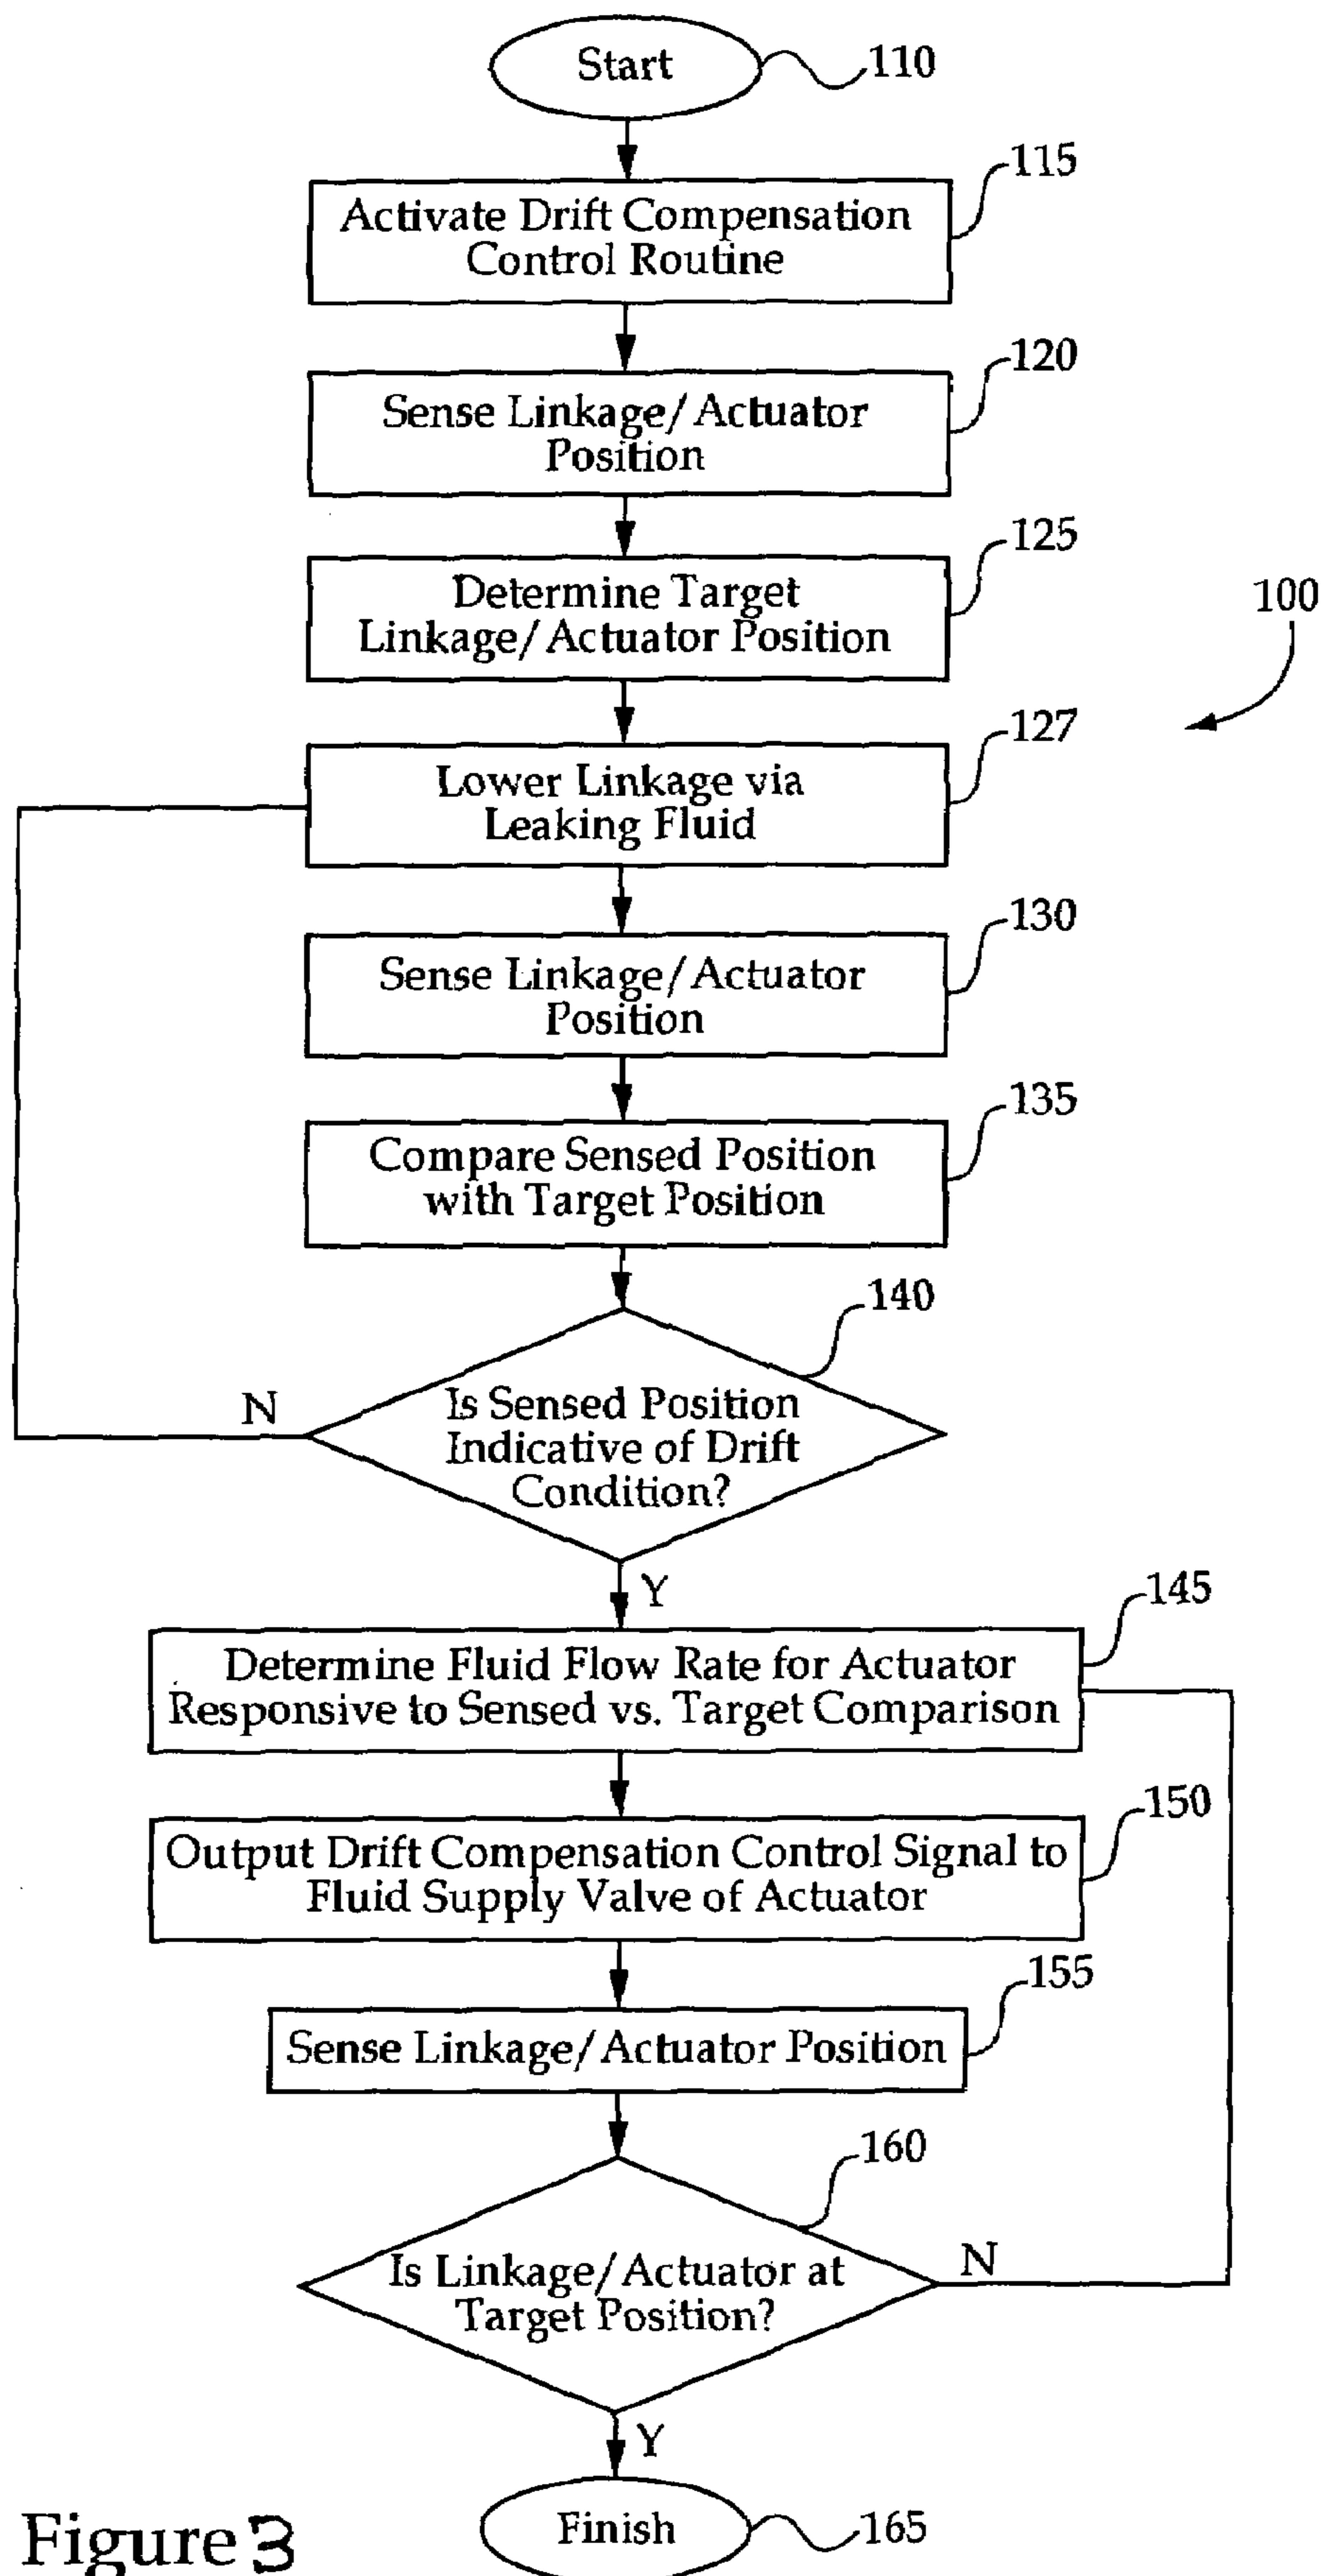 Start
110
115
Activate Drift Compensation
Control Routine
120
Sense Linkage/Actuator
Position
125
Determine Target
Linkage/Actuator Position
100
127
Lower Linkage via
Leaking Fluid
130
Sense Linkage/Actuator
Position
135
Compare Sensed Position
with Target Position
140
N
Is Sensed Position
Indicative of Drift
Condition?
Y
145
Determine Fluid Flow Rate for Actuator
Responsive to Sensed vs. Target Comparison
150
Output Drift Compensation Control Signal to
Fluid Supply Valve of Actuator
155
Sense Linkage/Actuator Position
160
N
Is Linkage/Actuator at
Target Position?
Y
Finish
165
Figure 3